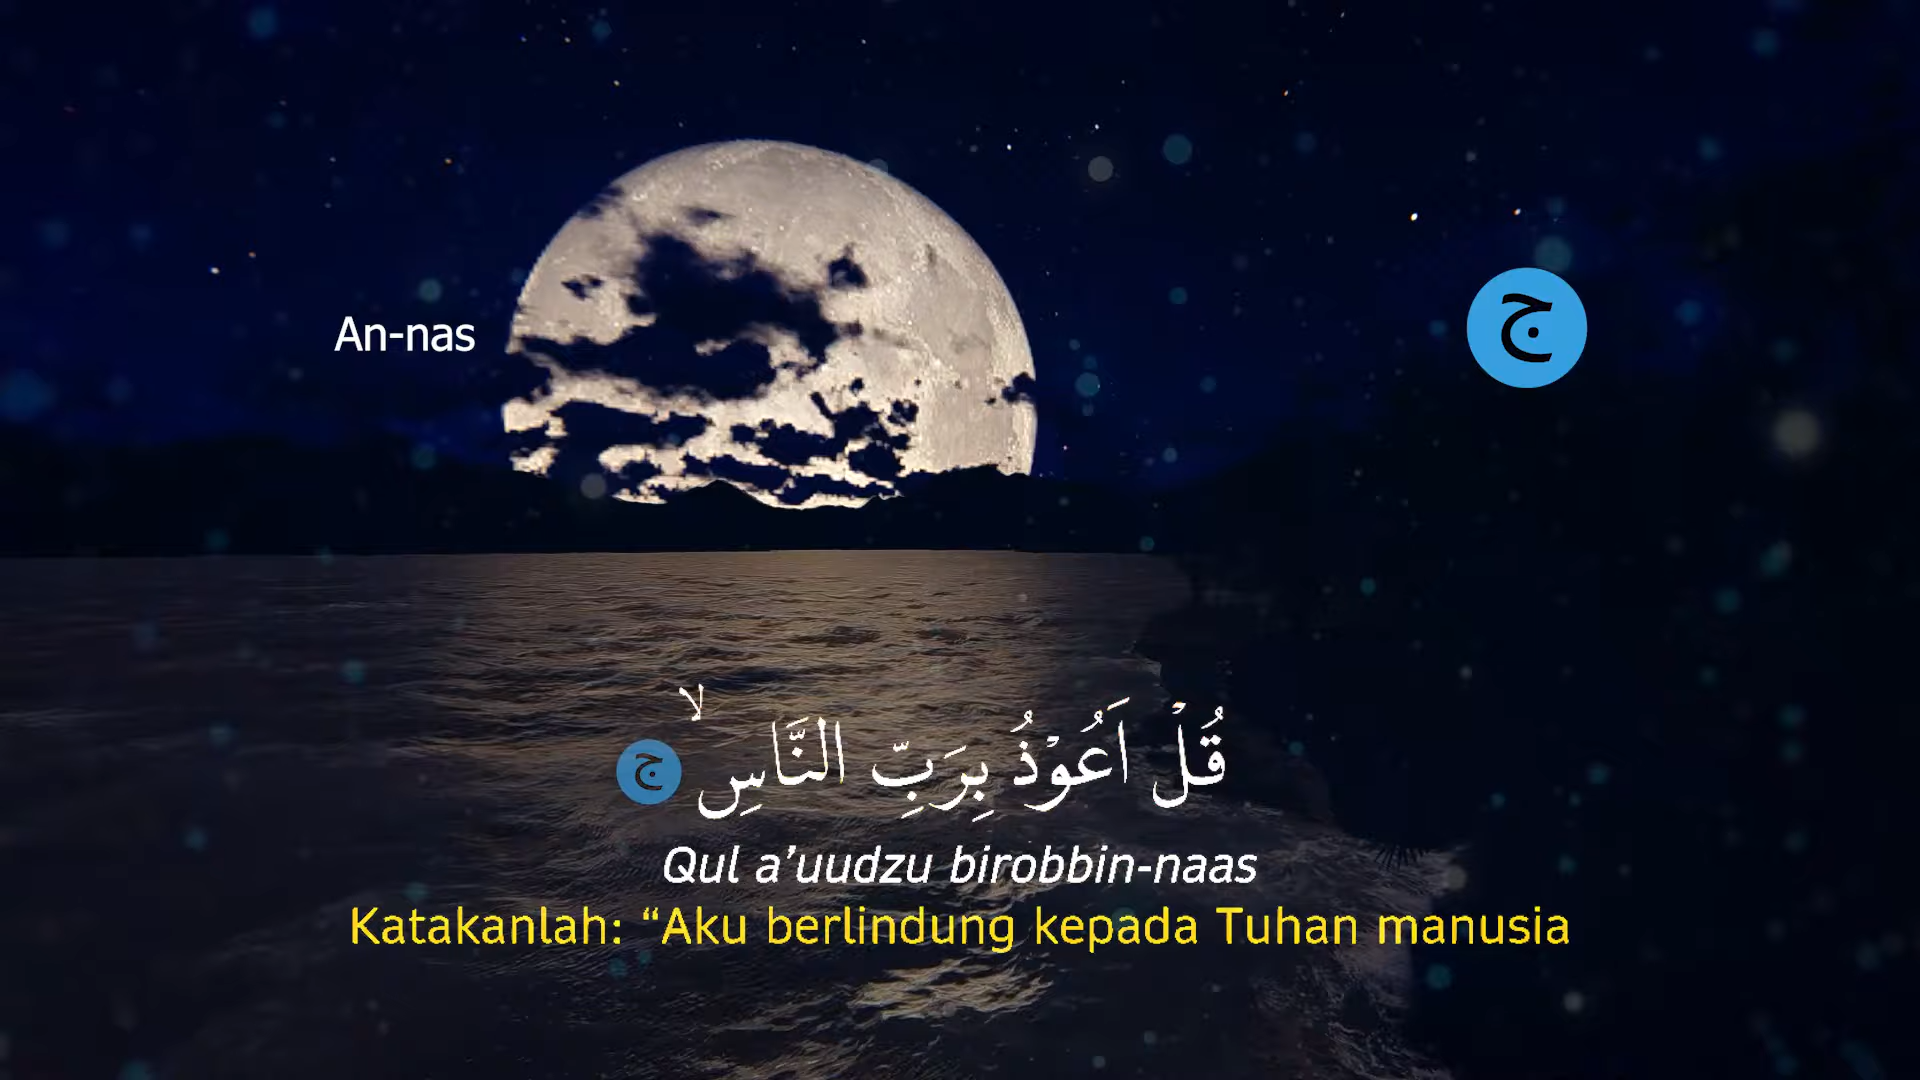 An-nas
ج
قُلْ اَعُوْذُ بِرَبِّ النَّاسِۙ ج
Qul a’uudzu birobbin-naas
Katakanlah: “Aku berlindung kepada Tuhan manusia